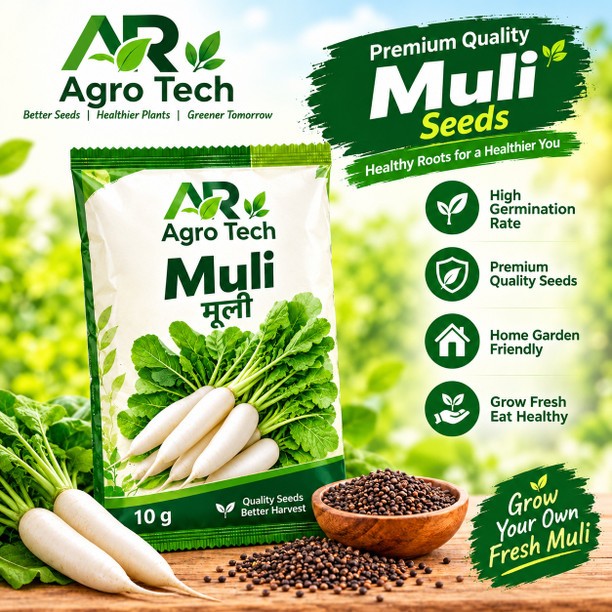 AR
Agro Tech
Better Seeds | Healthier Plants | Greener Tomorrow
Premium Quality
Muli
Seeds
Healthy Roots for a Healthier You
High
Germination
Rate
Premium
Quality Seeds
Home Garden
Friendly
Grow Fresh
Eat Healthy
AR
Agro Tech
Muli
मूली
10 g
Quality Seeds
Better Harvest
Grow
Your Own
Fresh Muli